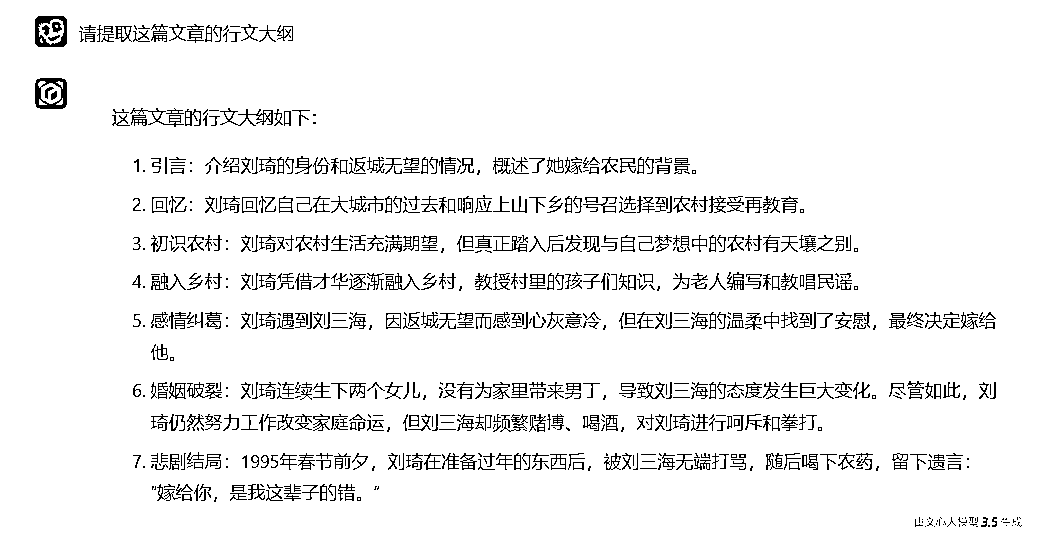 请提取这篇文章的行文大纲
这篇文章的行文大纲如下：
1. 引言：介绍刘琦的身份和返城无望的情况，概述了她嫁给农民的背景。
2. 回忆：刘琦回忆自己在大城市的过去和响应上山下乡的号召选择到农村接受再教育。
3. 初识农村：刘琦对农村生活充满期望，但真正踏入后发现与自己梦想中的农村有天壤之别。
4. 融入乡村：刘琦凭借才华逐渐融入乡村，教授村里的孩子们知识，为老人编写和教唱民谣。
5. 感情纠葛：刘琦遇到刘三海，因返城无望而感到心灰意冷，但在刘三海的温柔中找到了安慰，最终决定嫁给
他。
6. 婚姻破裂：刘琦连续生下两个女儿，没有为家里带来男丁，导致刘三海的态度发生巨大变化。尽管如此，刘
琦仍然努力工作改变家庭命运，但刘三海却频繁赌博、喝酒，对刘琦进行呵斥和拳打。
7. 悲剧结局：1995年春节前夕，刘琦在准备过年的东西后，被刘三海无端打骂，随后喝下农药，留下遗言：
"嫁给你，是我这辈子的错。"
由文心大模型 3.5 生成